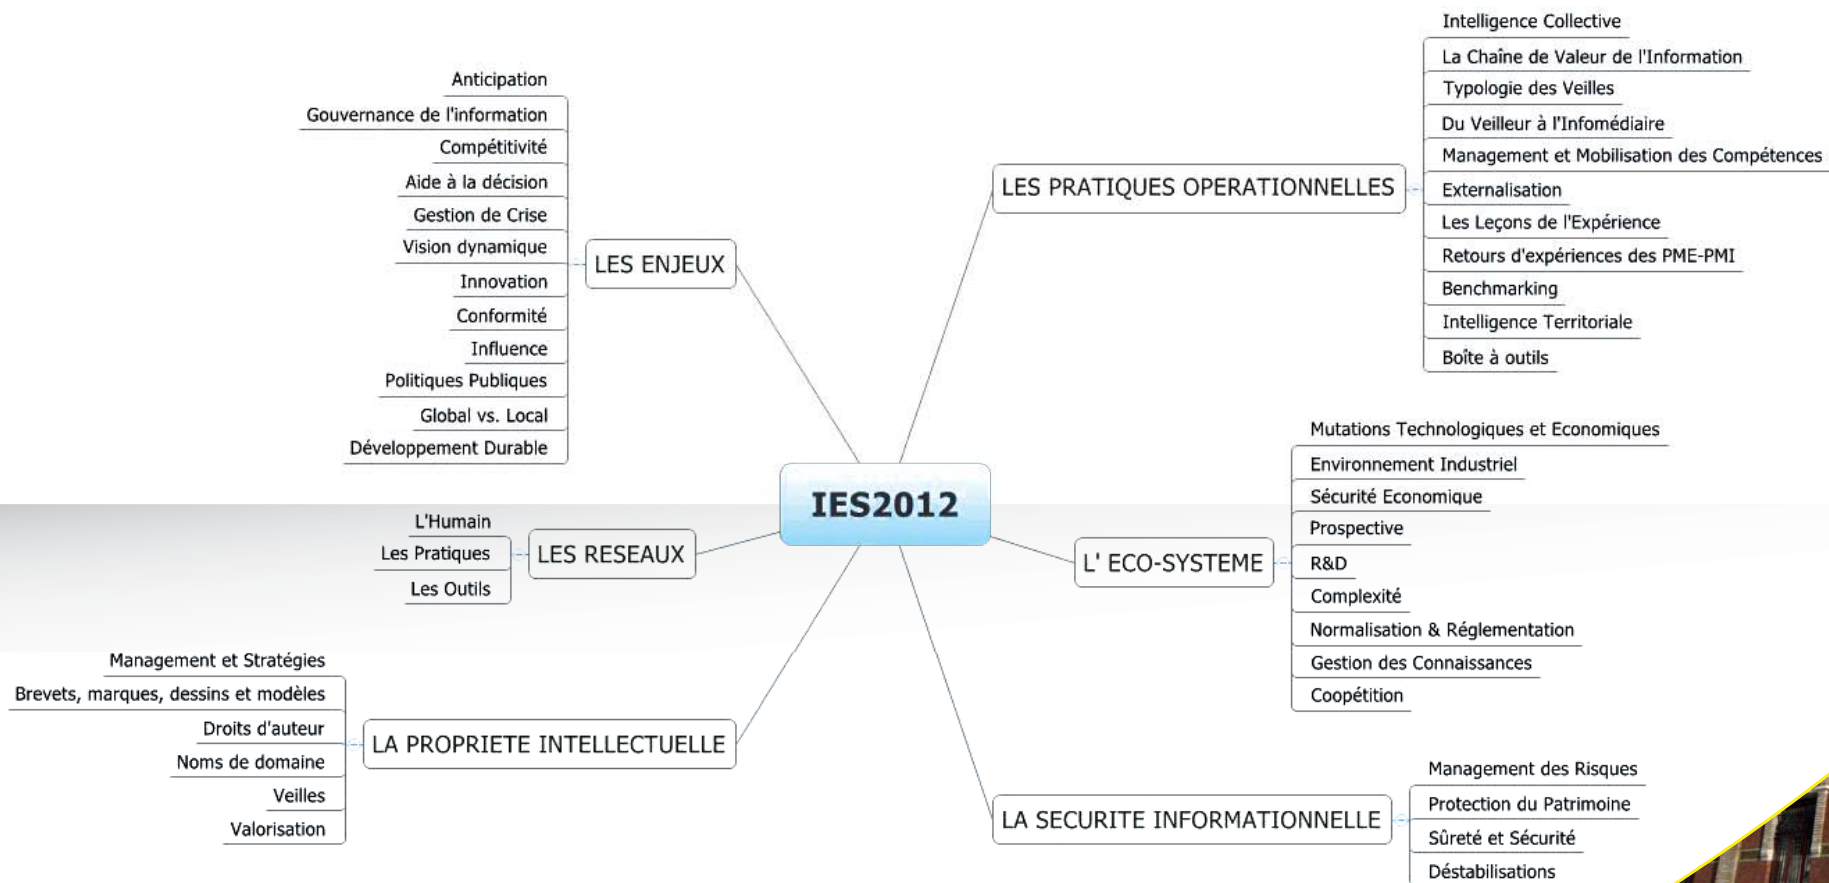 IES2012
LES ENJEUX
Anticipation
Gouvernance de l'information
Compétitivité
Aide à la décision
Gestion de Crise
Vision dynamique
Innovation
Conformité
Influence
Politiques Publiques
Global vs. Local
Développement Durable
LES RESEAUX
L'Humain
Les Pratiques
Les Outils
LA PROPRIETE INTELLECTUELLE
Management et Stratégies
Brevets, marques, dessins et modèles
Droits d'auteur
Noms de domaine
Veilles
Valorisation
LES PRATIQUES OPERATIONNELLES
Intelligence Collective
La Chaîne de Valeur de l'Information
Typologie des Veilles
Du Veilleur à l'Infomédiaire
Management et Mobilisation des Compétences
Externalisation
Les Leçons de l'Expérience
Retours d'expériences des PME-PMI
Benchmarking
Intelligence Territoriale
Boîte à outils
L' ECO-SYSTEME
Mutations Technologiques et Economiques
Environnement Industriel
Sécurité Economique
Prospective
R&D
Complexité
Normalisation & Réglementation
Gestion des Connaissances
Coopétition
LA SECURITE INFORMATIONNELLE
Management des Risques
Protection du Patrimoine
Sûreté et Sécurité
Déstabilisations